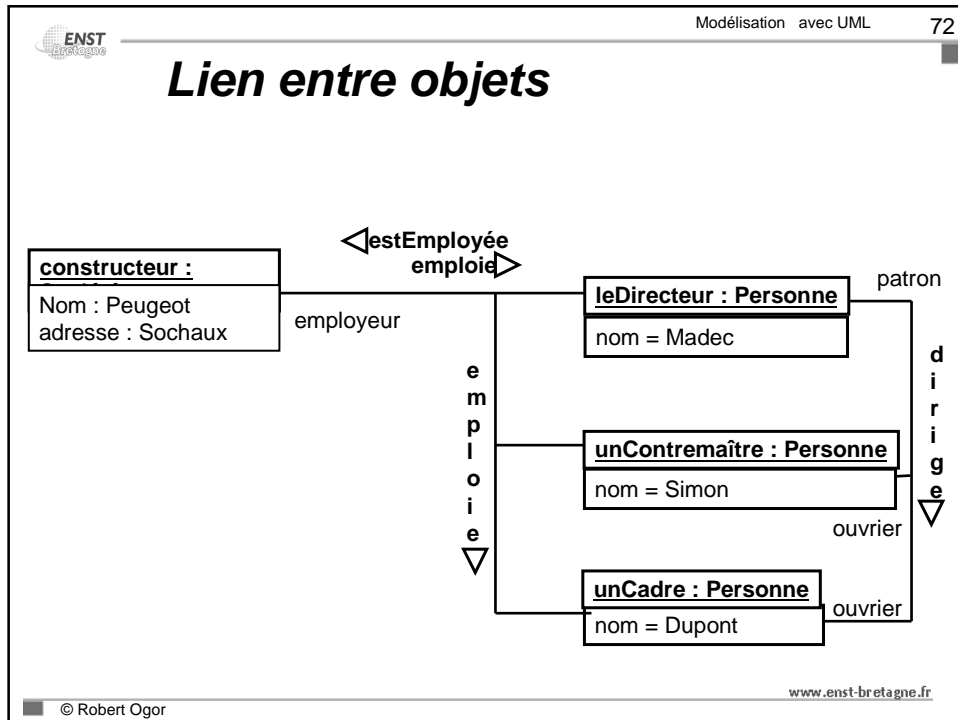 Modélisation avec UML
72
ENST
Bretagne
Lien entre objets
estEmployée
emploie
constructeur :
Nom : Peugeot
adresse : Sochaux
employeur
leDirecteur : Personne
nom = Madec
patron
emploie
dirige
unContremaître : Personne
nom = Simon
ouvrier
unCadre : Personne
nom = Dupont
ouvrier
www.enst-bretagne.fr
© Robert Ogor